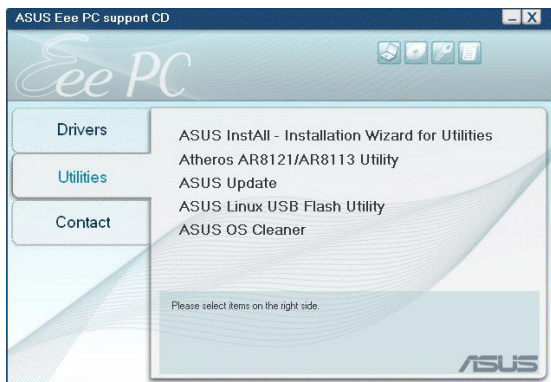 ASUS Eee PC support CD
Eee PC
Drivers
Utilities
Contact
ASUS InstAll - Installation Wizard for Utilities
Atheros AR8121/AR8113 Utility
ASUS Update
ASUS Linux USB Flash Utility
ASUS OS Cleaner
Please select items on the right side.
ASUS